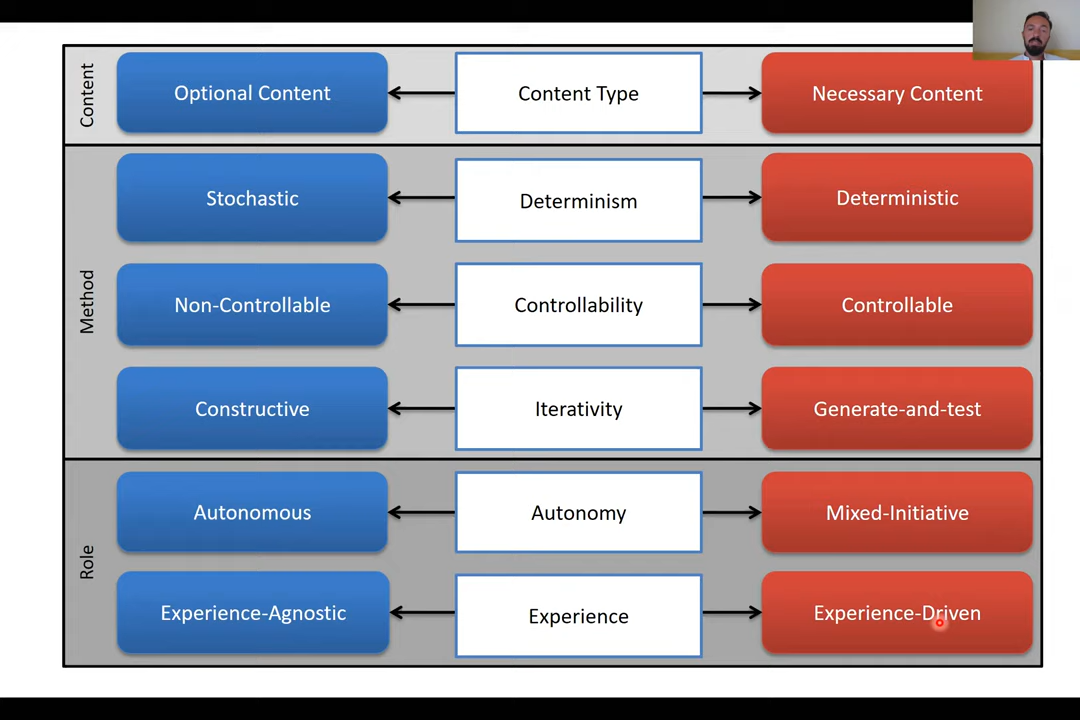 Content
Optional Content
Content Type
Necessary Content
Method
Stochastic
Determinism
Deterministic
Non-Controllable
Controllability
Controllable
Constructive
Iterativity
Generate-and-test
Role
Autonomous
Autonomy
Mixed-Initiative
Experience-Agnostic
Experience
Experience-Driven